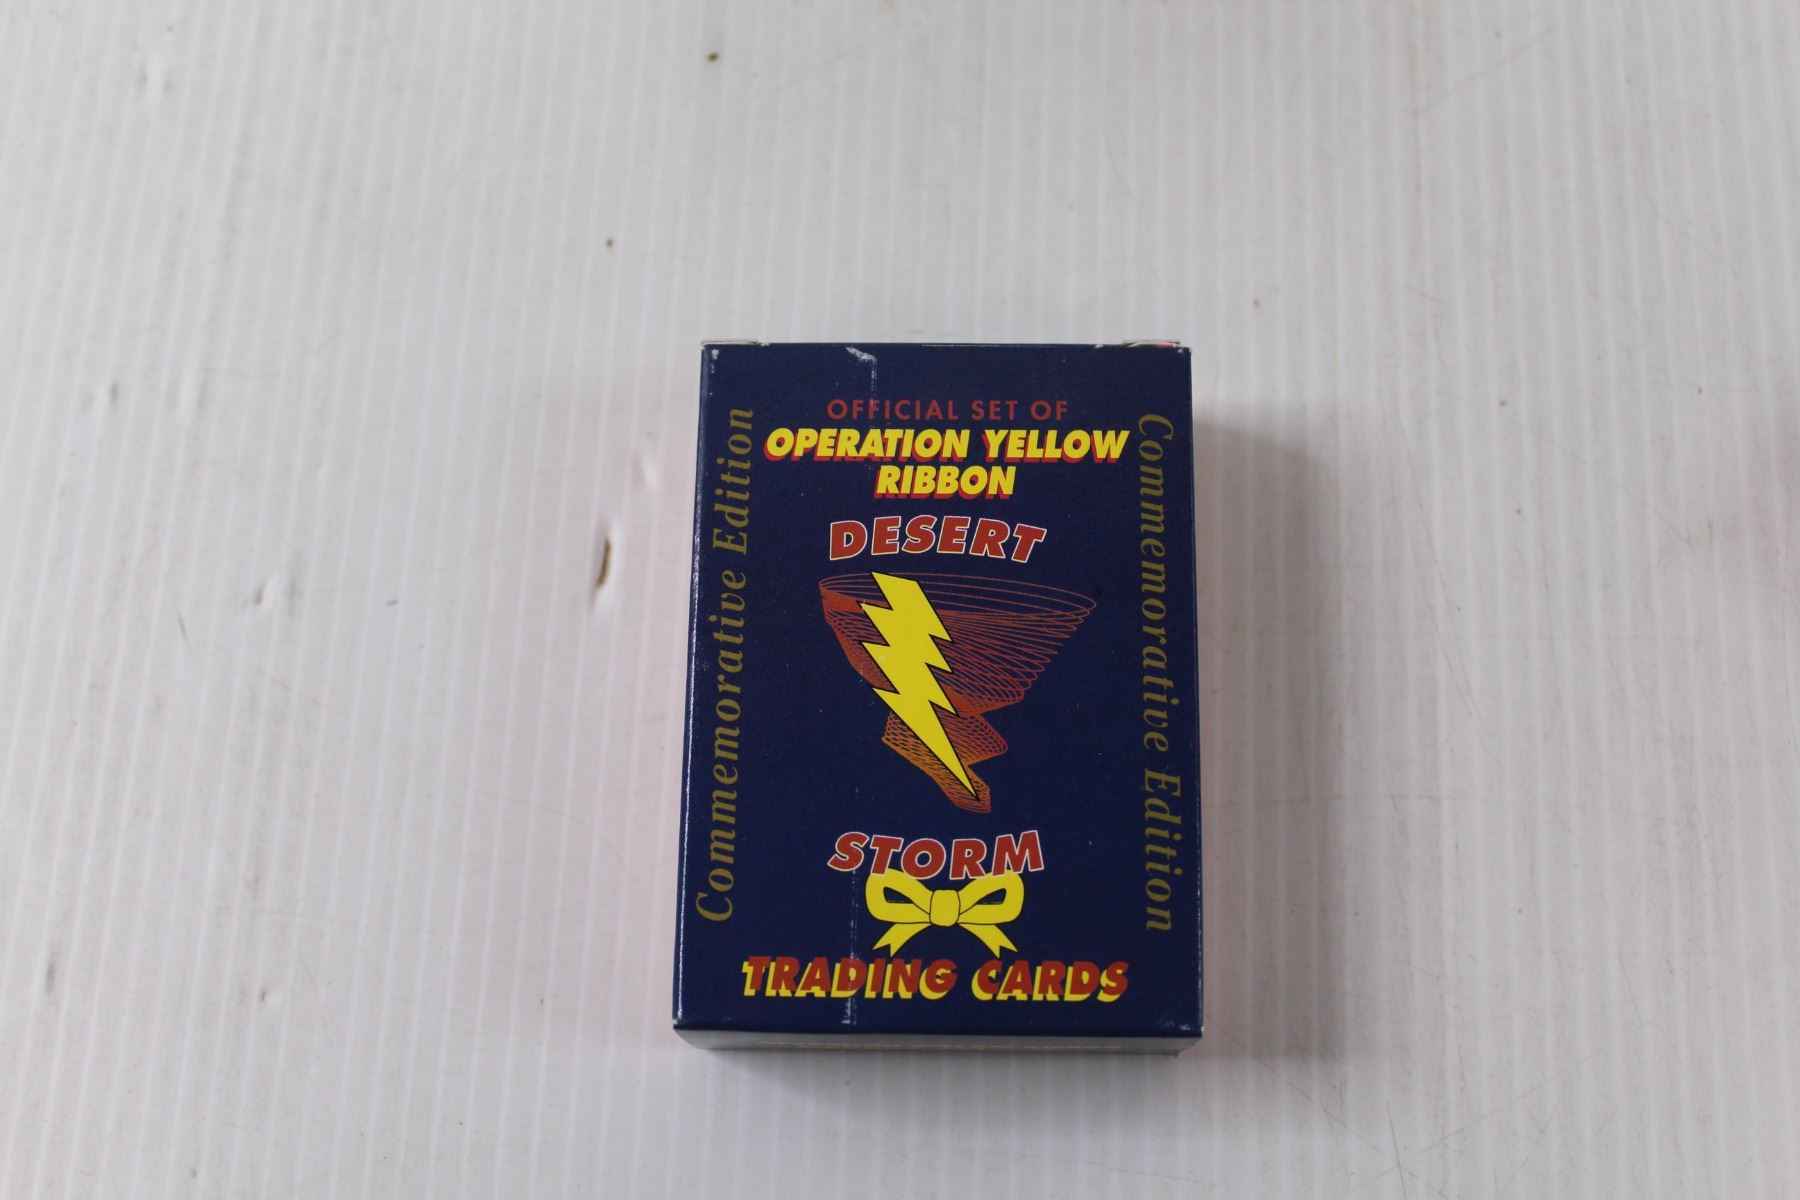 OFFICIAL SET OF
OPERATION YELLOW
RIBBON
DESERT
STORM
TRADING CARDS
Commemorative Edition
Commemorative Edition